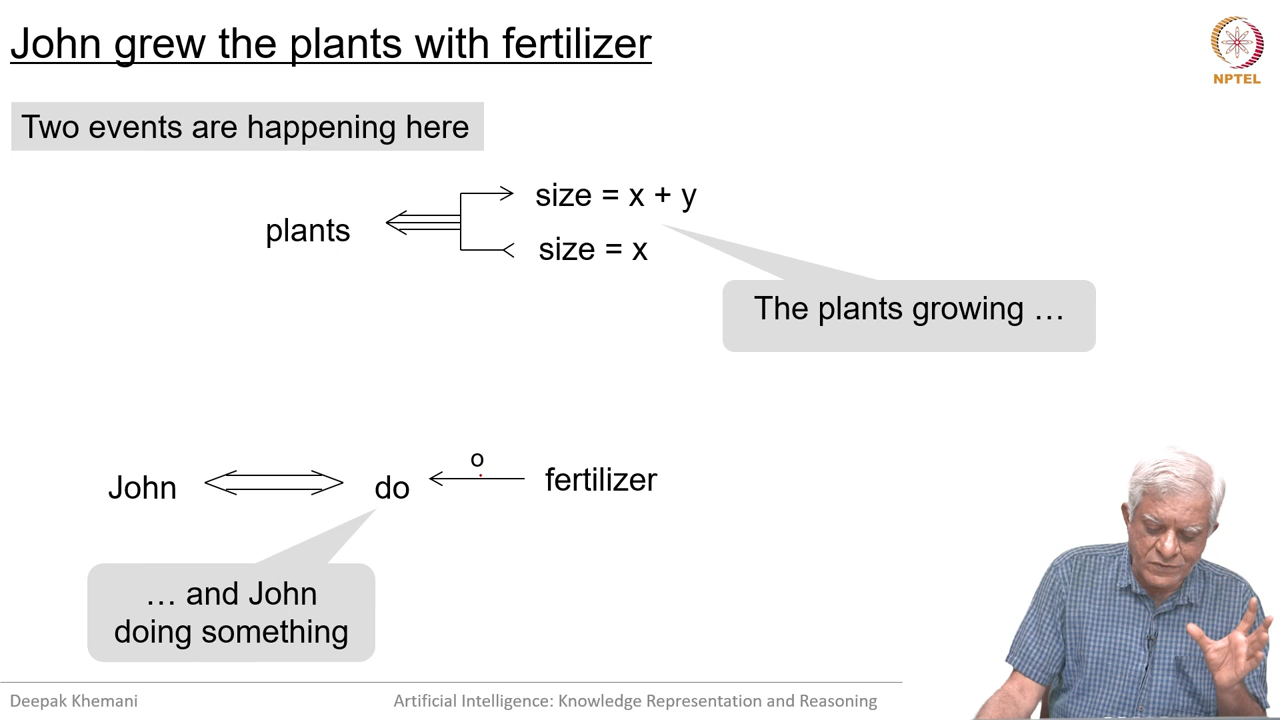 John grew the plants with fertilizer
NPTEL
Two events are happening here
plants
size = x + y
size = x
The plants growing …
John
do
o
fertilizer
… and John
doing something
Deepak Khemani
Artificial Intelligence: Knowledge Representation and Reasoning